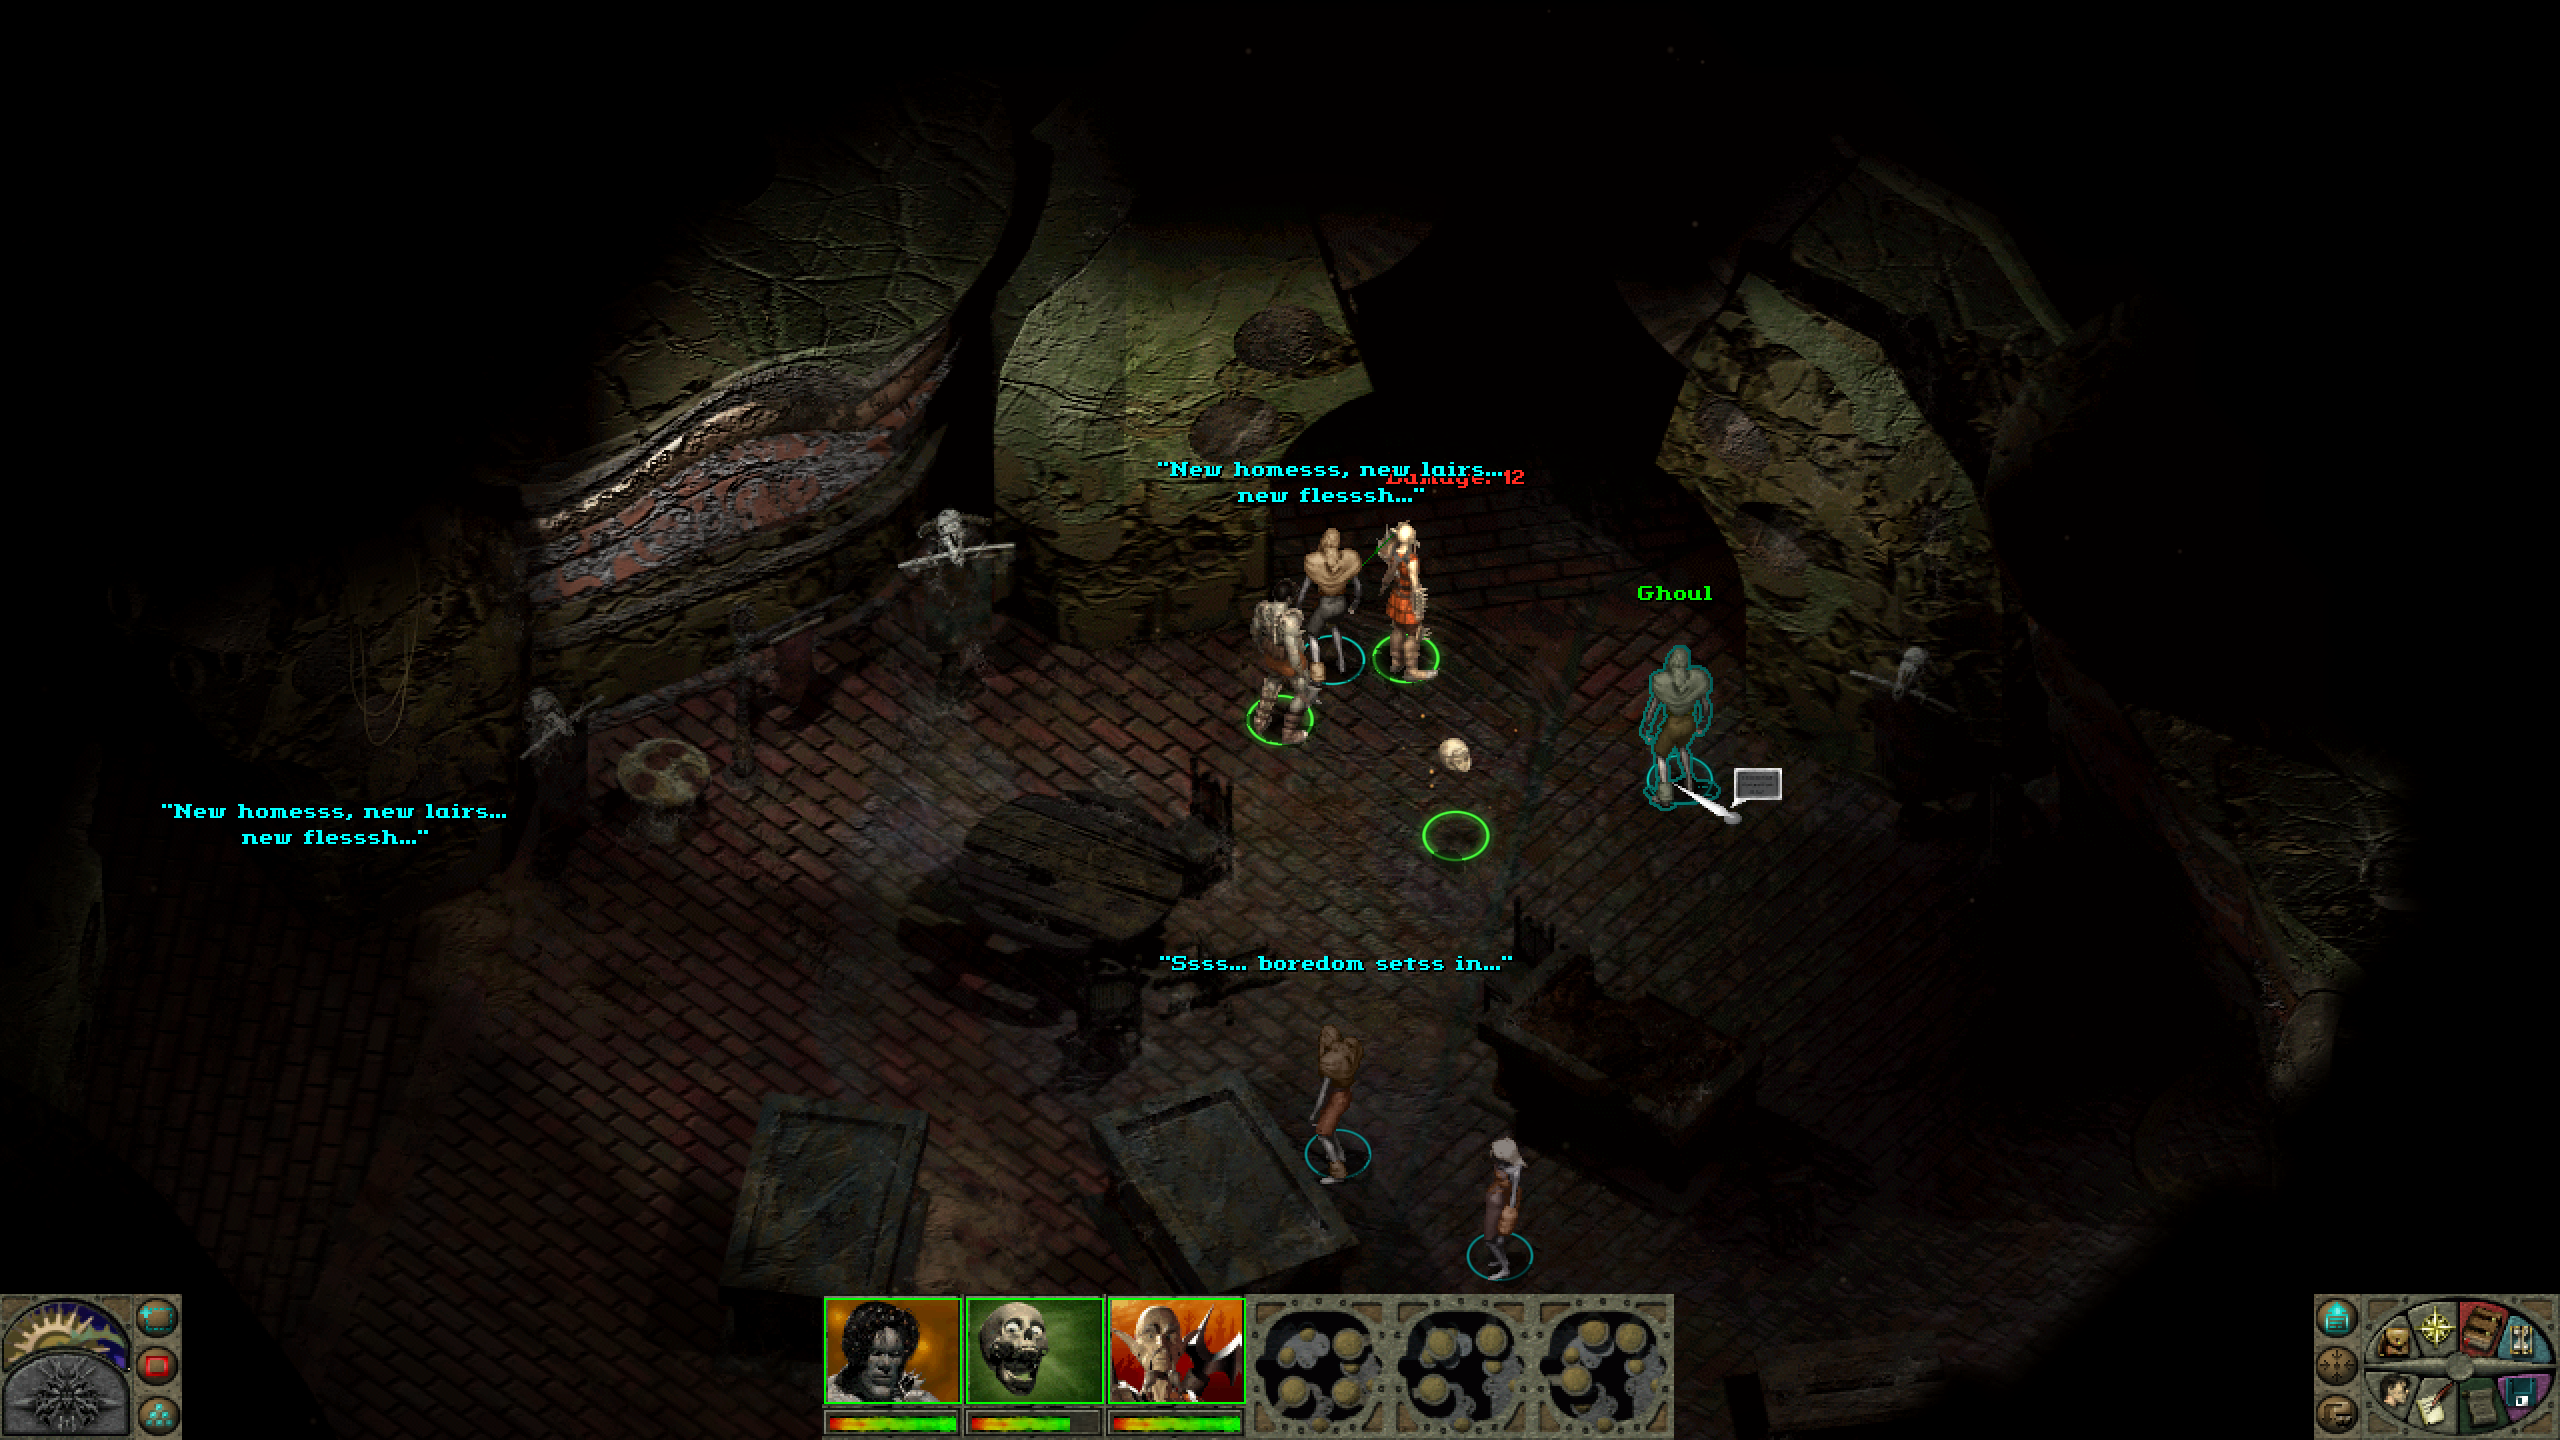 "New homesss, new lairs...
Damage: 12
new flesssh..."
Ghoul
"New homesss, new lairs...
new flesssh..."
"Ssss... boredom setss in..."